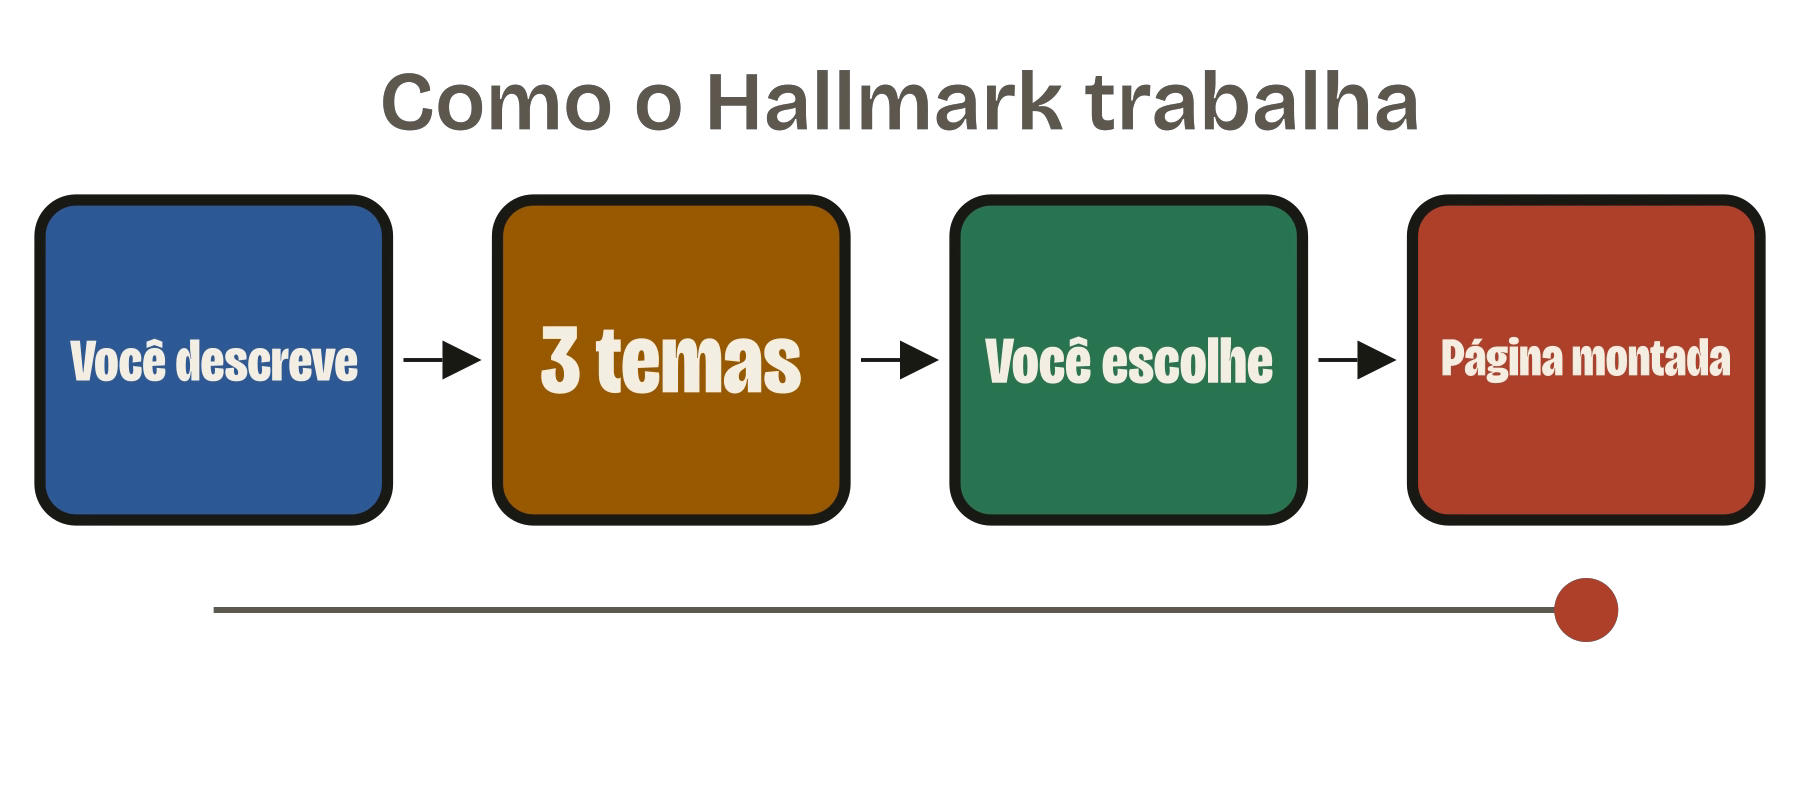 Como o Hallmark trabalha
Você descreve
3 temas
Você escolhe
Página montada